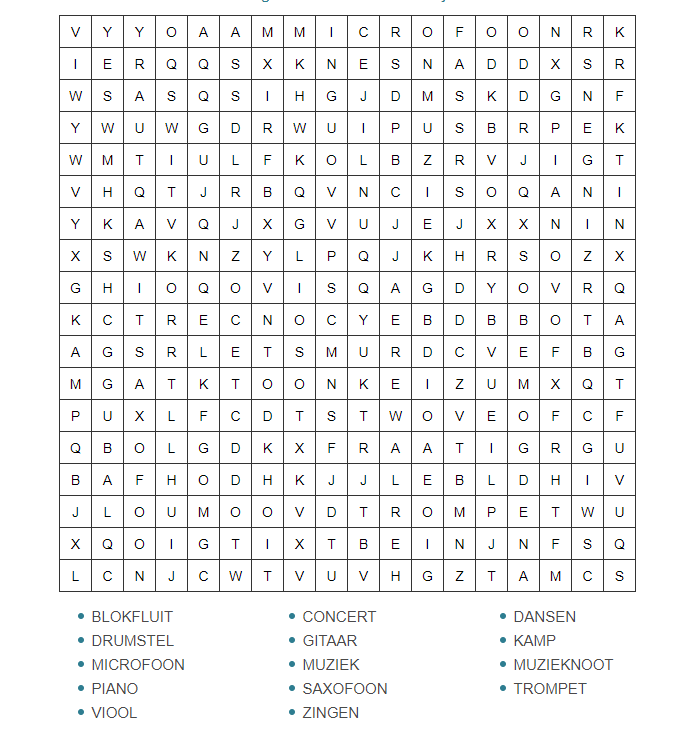 V Y Y O A A M M I C R O F O O N R K
I E R Q Q S X K N E S N A D D X S R
W S A S Q S I H G J D M S K D G N F
Y W U W G D R W U I P U S B R P E K
W M T I U L F K O L B Z R V J I G T
V H Q T J R B Q V N C I S O Q A N I
Y K A V Q J X G V U J E J X X N I N
X S W K N Z Y L P Q J K H R S O Z X
G H I O Q O V I S Q A G D Y O V R Q
K C T R E C N O C Y E B D B B O T A
A G S R L E T S M U R D C V E F B G
M G A T K T O O N K E I Z U M X Q T
P U X L F C D T S T W O V E O F C F
Q B O L G D K X F R A A T I G R G U
B A F H O D H K J J L E B L D H I V
J L O U M O O V D T R O M P E T W U
X Q O I G T I X T B E I N J N F S Q
L C N J C W T V U V H G Z T A M C S
• BLOKFLUIT • CONCERT • DANSEN
• DRUMSTEL • GITAAR • KAMP
• MICROFOON • MUZIEK • MUZIEKNOOT
• PIANO • SAXOFOON • TROMPET
• VIOOL • ZINGEN